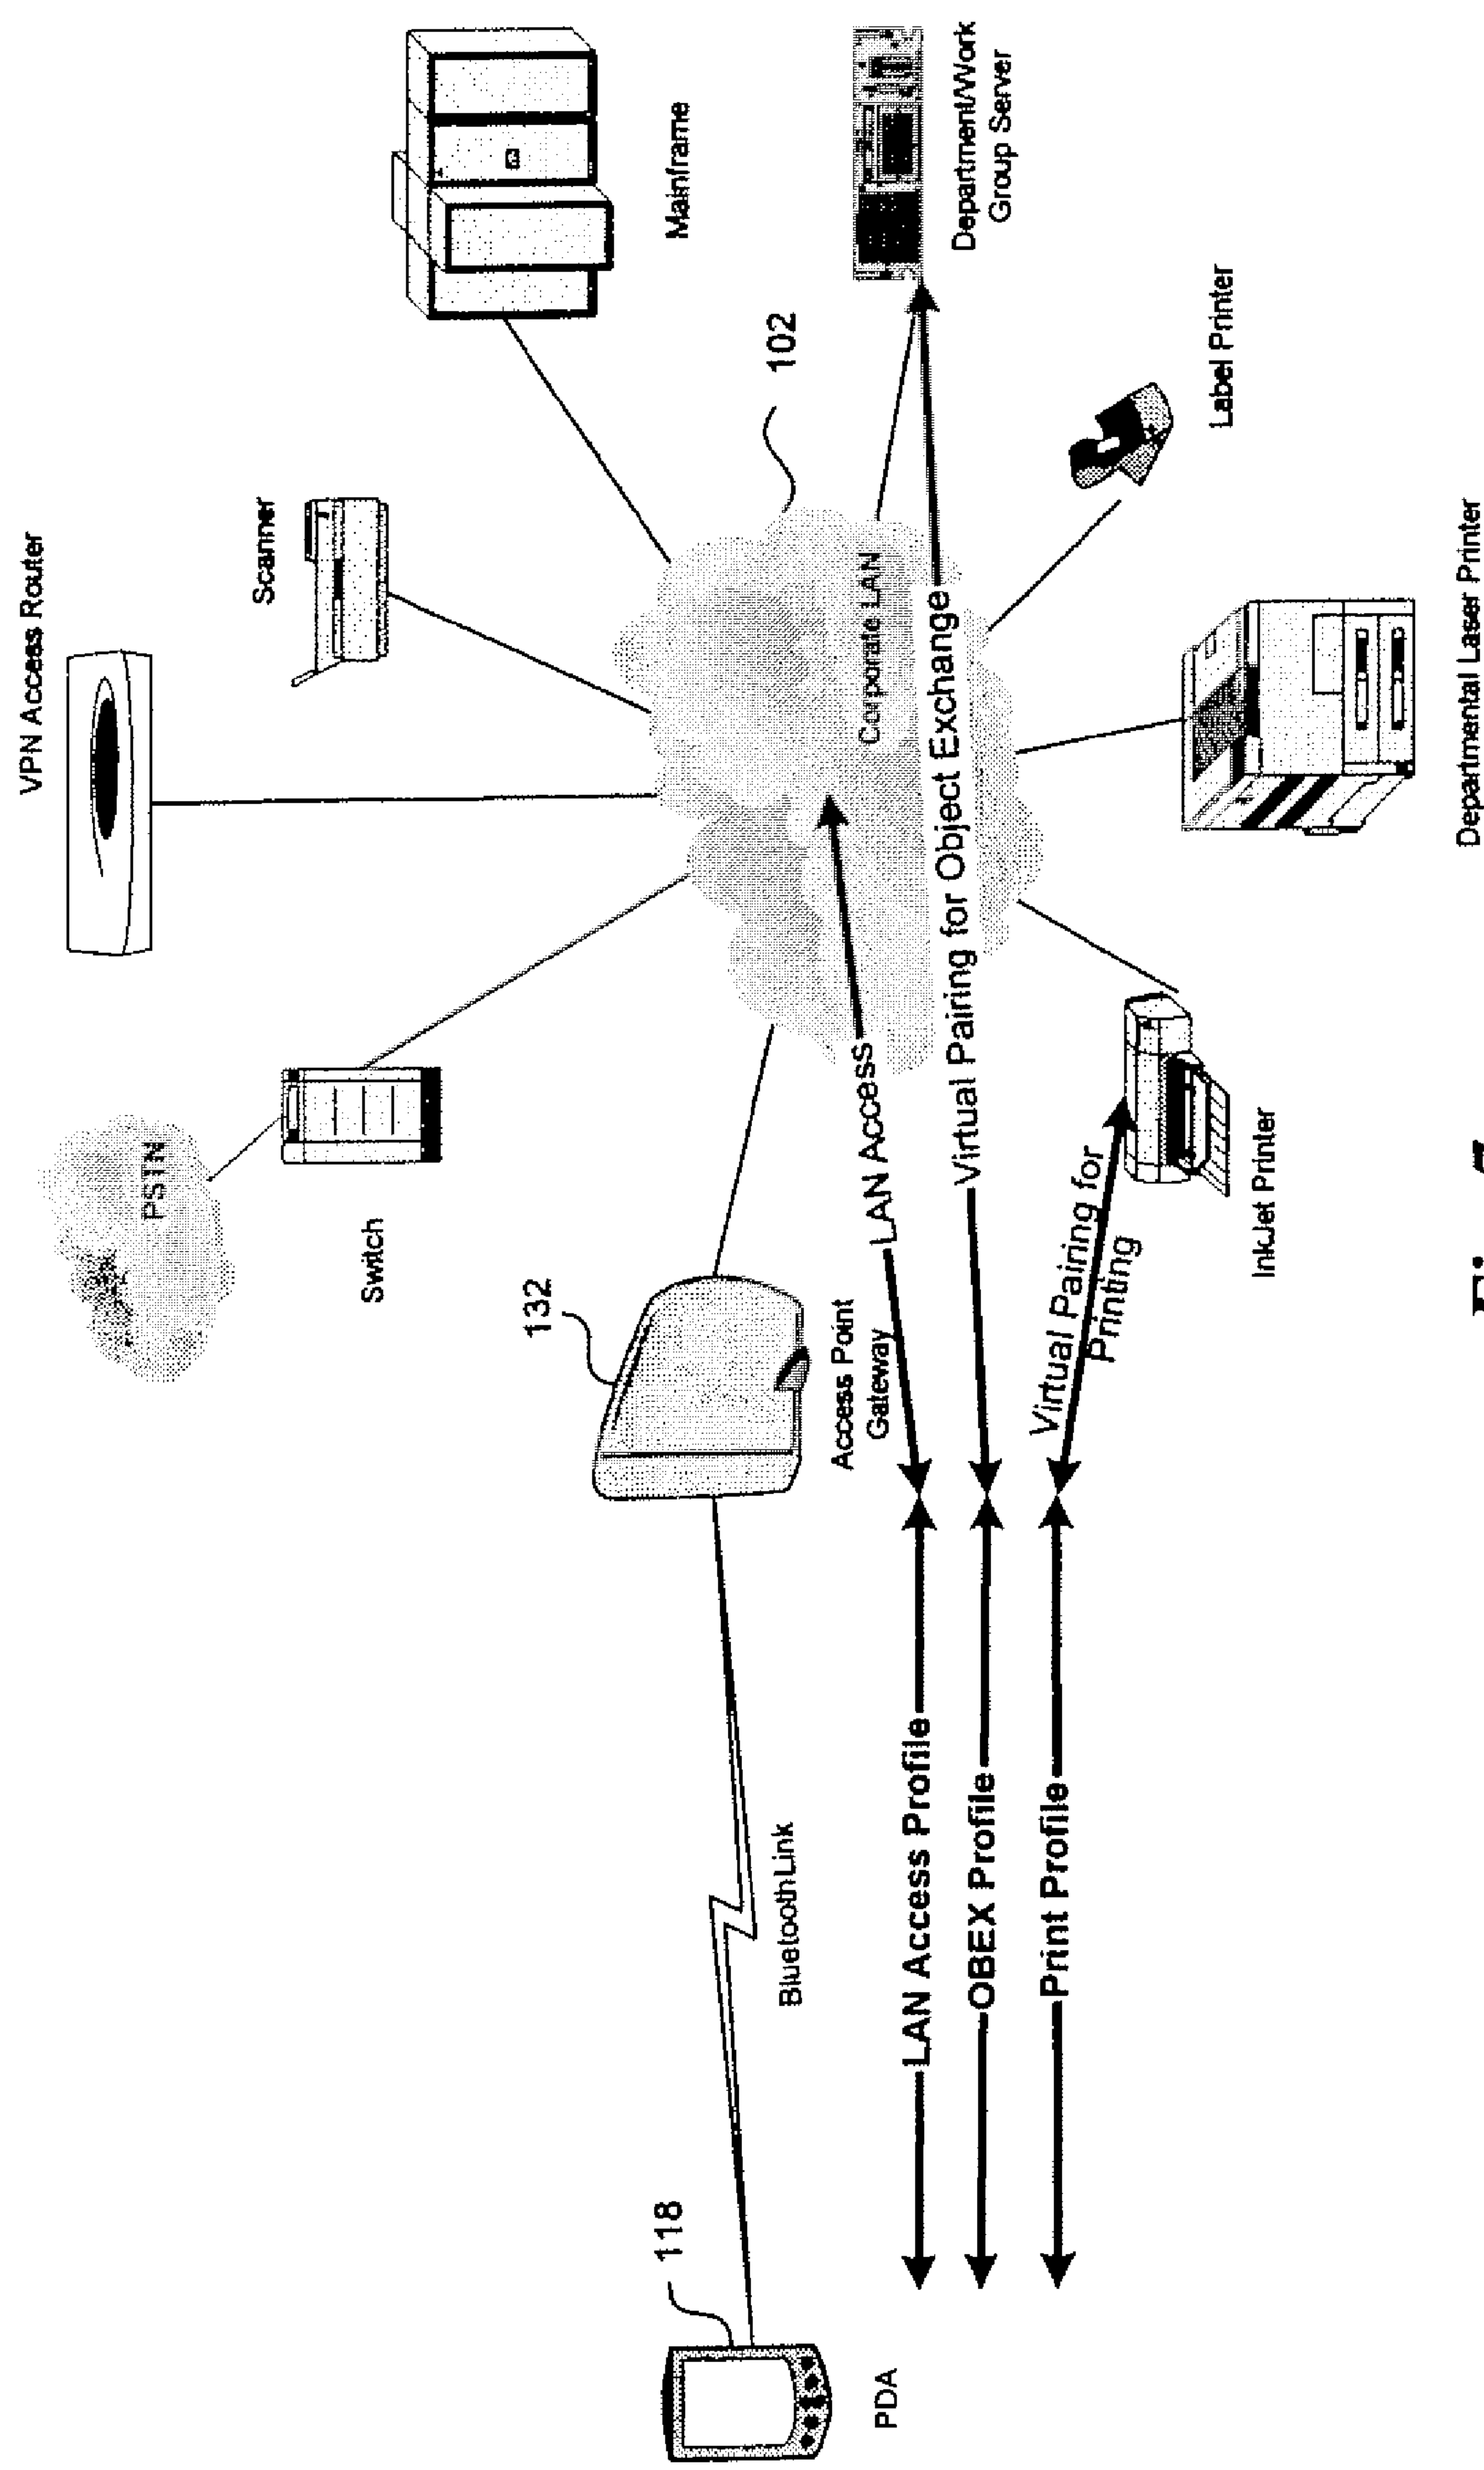 VPN Access Router
Scanner
PSTN
Switch
Mainframe
132
102
118
Access Point
Gateway
Bluetooth Link
PDA
Corporate LAN
Department/Work
Group Server
LAN Access Profile
LAN Access
OBEX Profile
Virtual Pairing for Object Exchange
Print Profile
Virtual Pairing for
Printing
Label Printer
InkJet Printer
Departmental Laser Printer